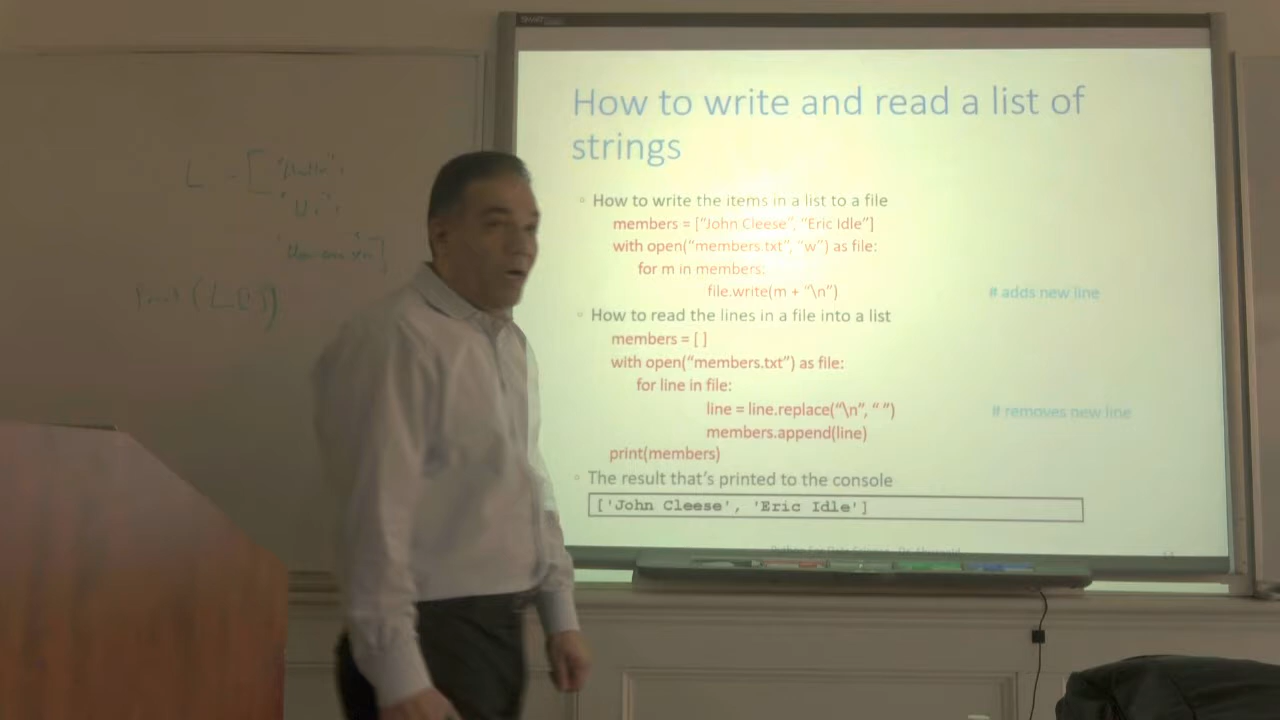 SMART
L = ["Hello",
"Hi",
print(L[
How to write and read a list of
strings
◦ How to write the items in a list to a file
members = ["John Cleese", "Eric Idle"]
with open("members.txt", "w") as file:
for m in members:
file.write(m + "\n") # adds new line
◦ How to read the lines in a file into a list
members = [ ]
with open("members.txt") as file:
for line in file:
line = line.replace("\n", " ") # removes new line
members.append(line)
print(members)
◦ The result that's printed to the console
['John Cleese', 'Eric Idle']